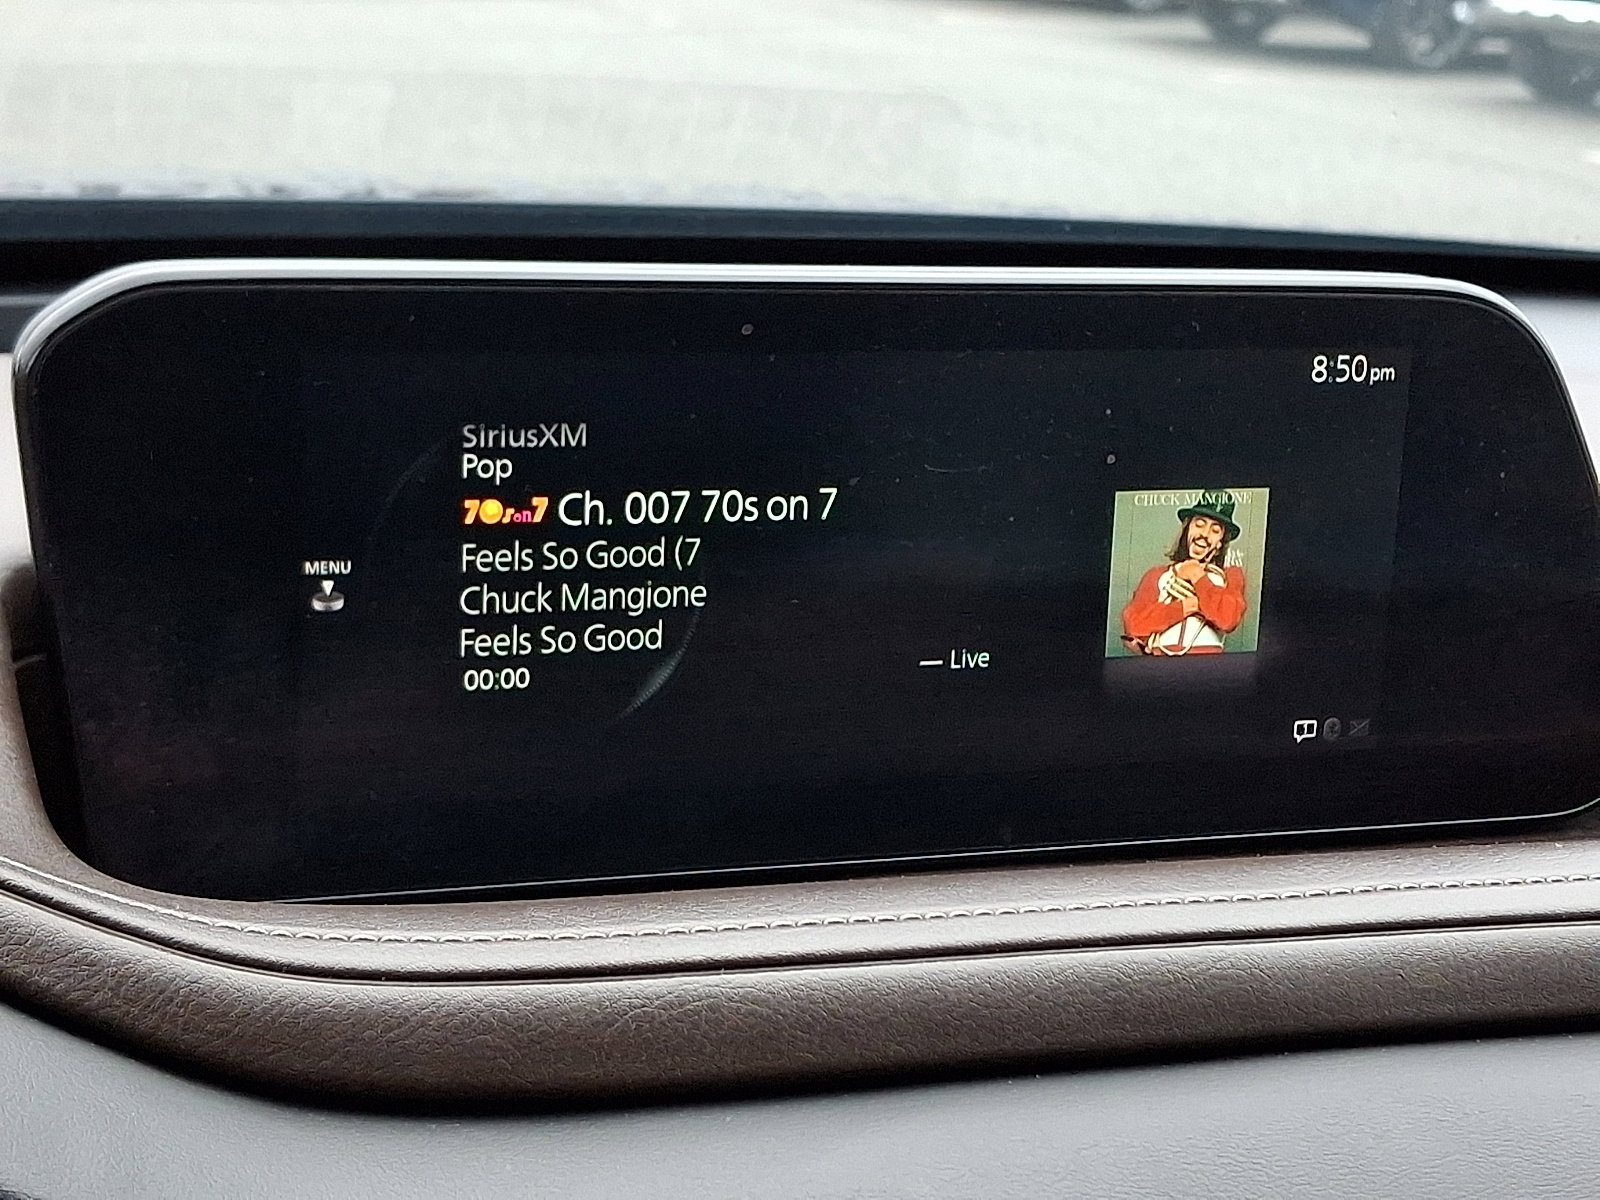 8:50pm
SiriusXM
Pop
70s on 7 Ch. 007 70s on 7
Feels So Good (7
Chuck Mangione
Feels So Good
00:00
MENU
Live
CHUCK MANGIONE